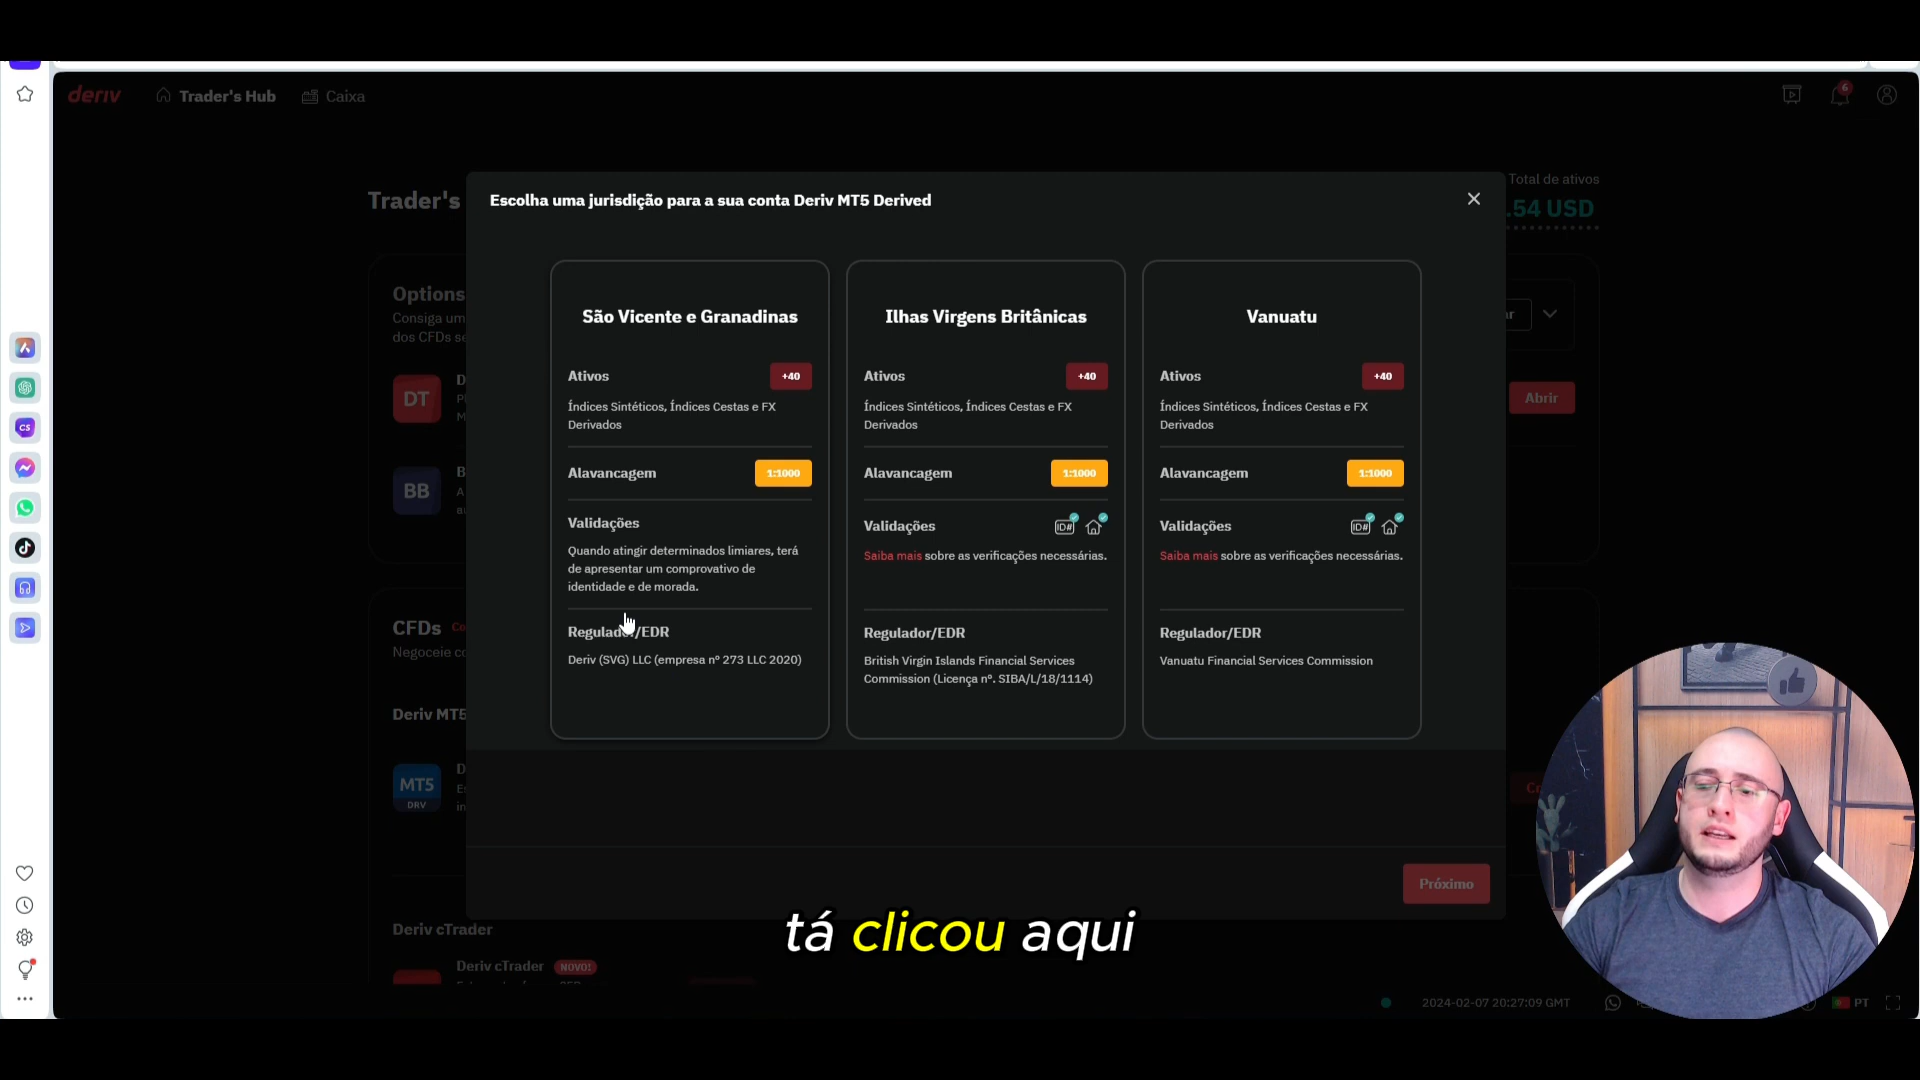 deriv
Trader's Hub
Caixa
6
Trader's
Total de ativos
.54 USD
Escolha uma jurisdição para a sua conta Deriv MT5 Derived
Options
Consiga um
dos CFDs se
DT
BB
Abrir
São Vicente e Granadinas
Ativos
+40
Índices Sintéticos, Índices Cestas e FX
Derivados
Alavancagem
1:1000
Validações
Quando atingir determinados limiares, terá
de apresentar um comprovativo de
identidade e de morada.
Regulador/EDR
Deriv (SVG) LLC (empresa nº 273 LLC 2020)
Ilhas Virgens Britânicas
Ativos
+40
Índices Sintéticos, Índices Cestas e FX
Derivados
Alavancagem
1:1000
Validações
ID#
Saiba mais sobre as verificações necessárias.
Regulador/EDR
British Virgin Islands Financial Services
Commission (Licença nº. SIBA/L/18/1114)
Vanuatu
Ativos
+40
Índices Sintéticos, Índices Cestas e FX
Derivados
Alavancagem
1:1000
Validações
ID#
Saiba mais sobre as verificações necessárias.
Regulador/EDR
Vanuatu Financial Services Commission
CFDs
Negoceie co
Deriv MT5
MT5
DRV
Próximo
tá clicou aqui
Deriv cTrader
Deriv cTrader NOVO!
2024-02-07 20:27:09 GMT
PT